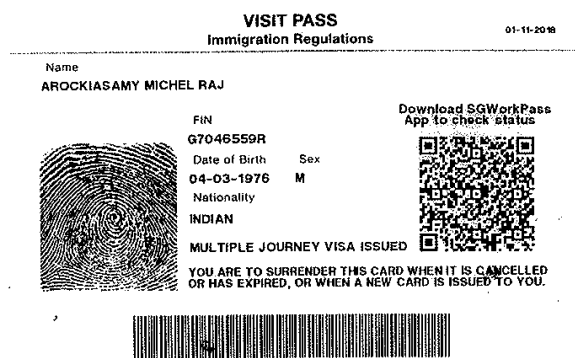 VISIT PASS
Immigration Regulations
01-11-2018
Name
AROCKIASAMY MICHEL RAJ
Download SGWorkPass
App to check status
FIN
G7046559R
Date of Birth Sex
04-03-1976 M
Nationality
INDIAN
MULTIPLE JOURNEY VISA ISSUED
YOU ARE TO SURRENDER THIS CARD WHEN IT IS CANCELLED
OR HAS EXPIRED, OR WHEN A NEW CARD IS ISSUED TO YOU.